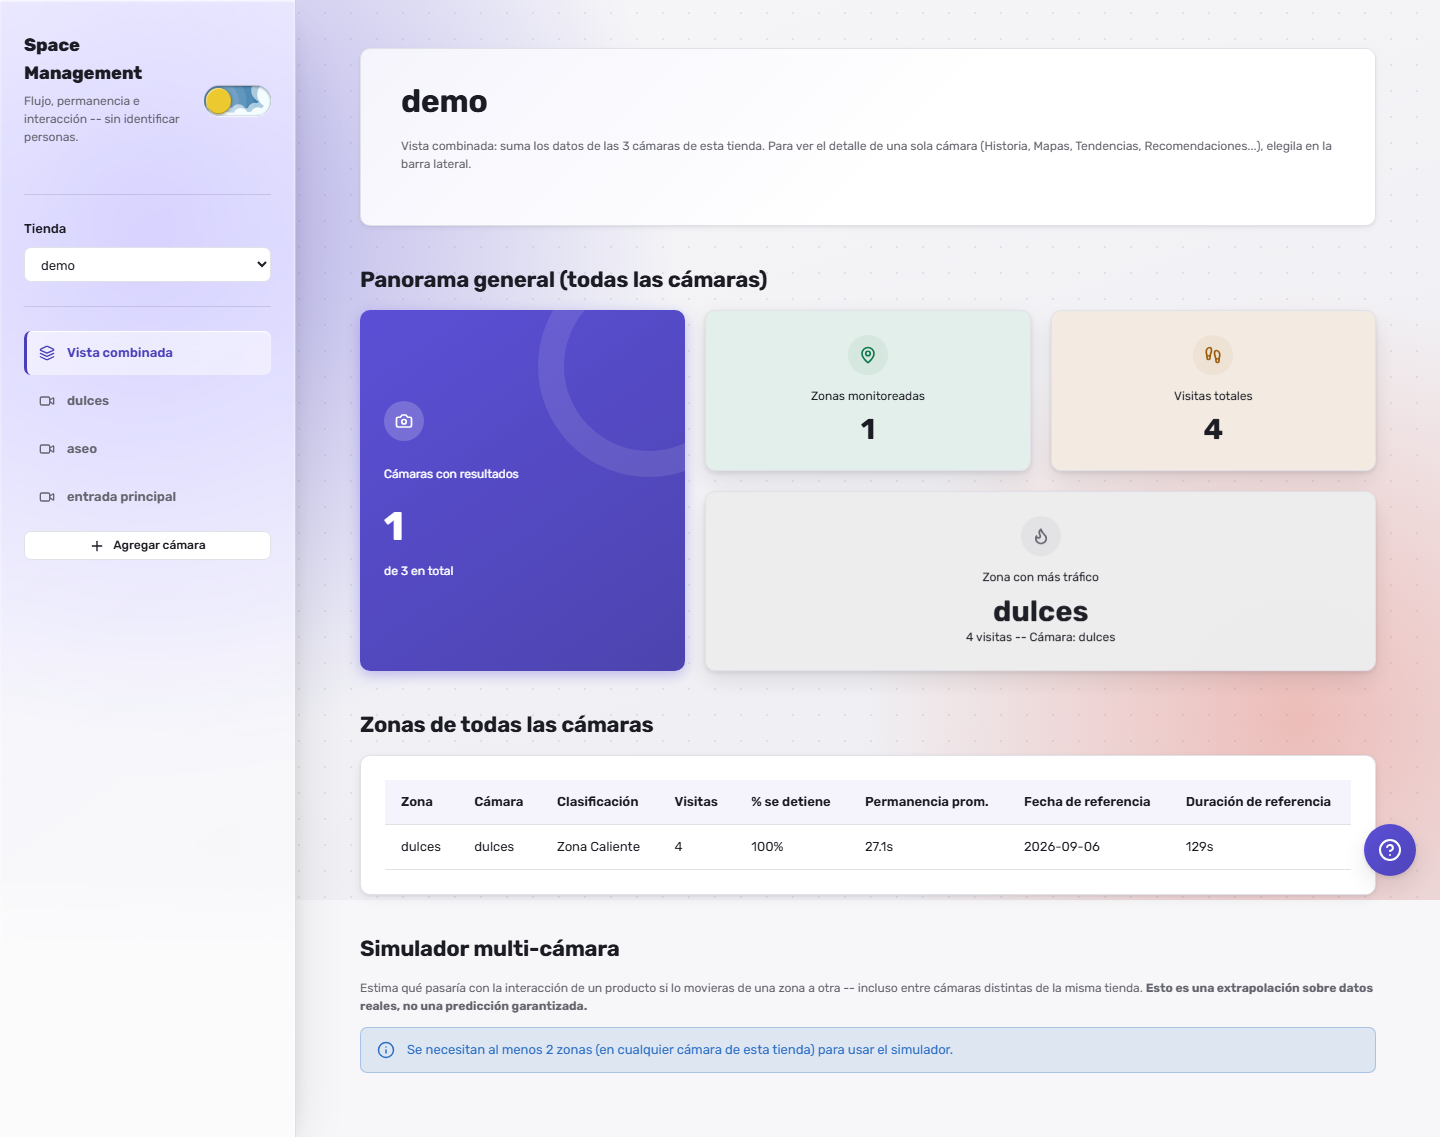 Space
Management
Flujo, permanencia e
interacción -- sin identificar
personas.
Tienda
demo
Vista combinada
dulces
aseo
entrada principal
Agregar cámara
demo
Vista combinada: suma los datos de las 3 cámaras de esta tienda. Para ver el detalle de una sola cámara (Historia, Mapas, Tendencias, Recomendaciones...), elegila en la
barra lateral.
Panorama general (todas las cámaras)
Cámaras con resultados
1
de 3 en total
Zonas monitoreadas
1
Visitas totales
4
Zona con más tráfico
dulces
4 visitas -- Cámara: dulces
Zonas de todas las cámaras
Zona Cámara Clasificación Visitas % se detiene Permanencia prom. Fecha de referencia Duración de referencia
dulces dulces Zona Caliente 4 100% 27.1s 2026-09-06 129s
Simulador multi-cámara
Estima qué pasaría con la interacción de un producto si lo movieras de una zona a otra -- incluso entre cámaras distintas de la misma tienda. Esto es una extrapolación sobre datos
reales, no una predicción garantizada.
Se necesitan al menos 2 zonas (en cualquier cámara de esta tienda) para usar el simulador.